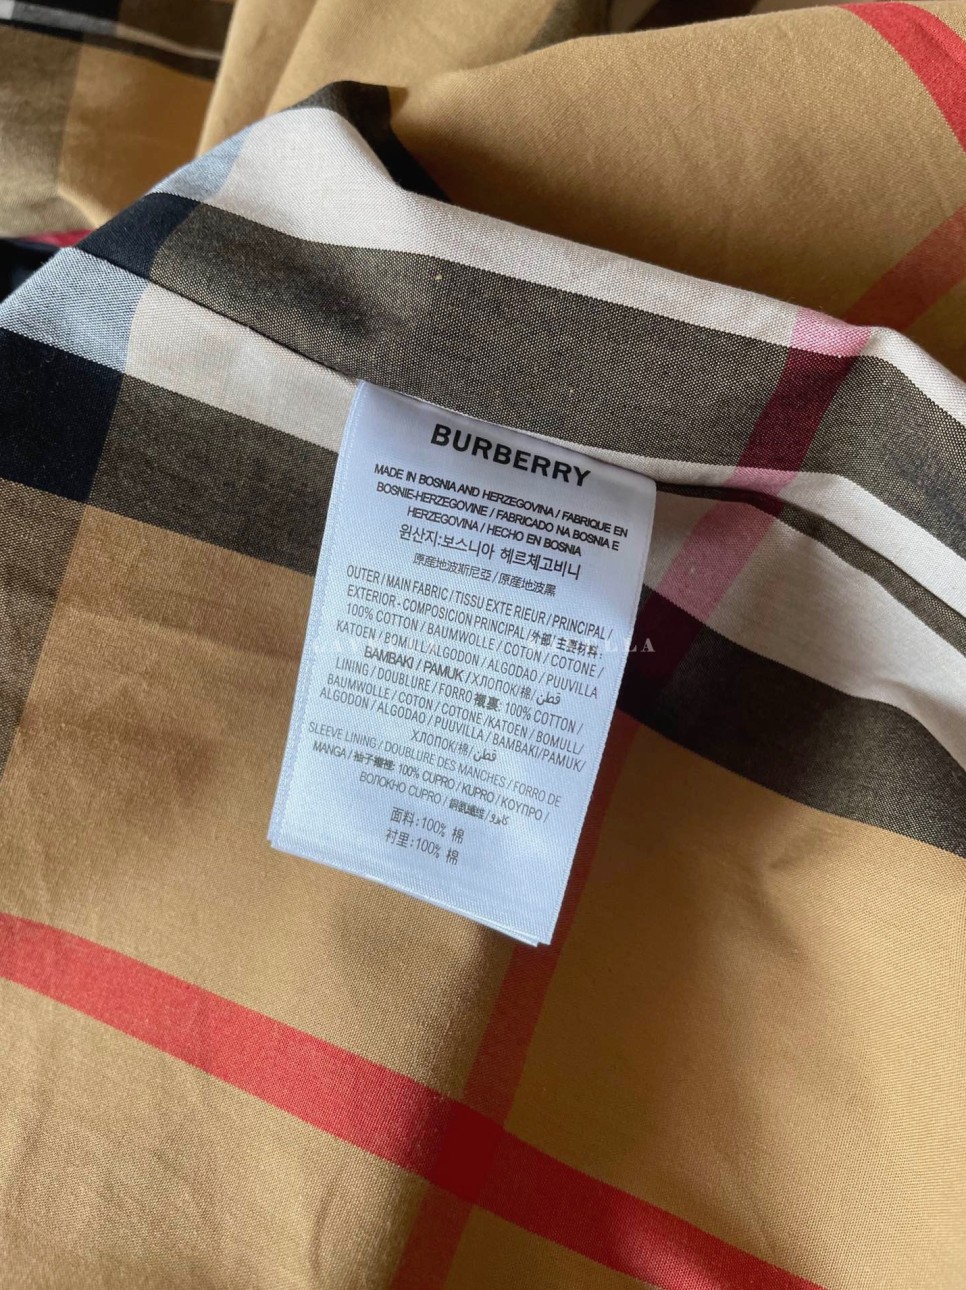 BURBERRY
MADE IN BOSNIA AND HERZEGOVINA / FABRIQUE EN
BOSNIE-HERZEGOVINE / FABRICADO NA BOSNIA E
HERZEGOVINA / HECHO EN BOSNIA
원산지:보스니아 헤르체고비니
原産地波斯尼亞 / 原産地波黑
OUTER / MAIN FABRIC / TISSU EXTE RIEUR / PRINCIPAL /
EXTERIOR - COMPOSICION PRINCIPAL /外部/ 主要材料:
100% COTTON / BAUMWOLLE / COTON / COTONE /
KATOEN / BOMULL/ALGODON / ALGODAO / PUUVILLA
BAMBAKI / PAMUK / ХЛОПОК/棉/ قطن
LINING / DOUBLURE / FORRO 襯裏: 100% COTTON /
BAUMWOLLE / COTON / COTONE /KATOEN / BOMULL/
ALGODON / ALGODAO / PUUVILLA / BAMBAKI/PAMUK/
ХЛОПОК/棉/ قطن
SLEEVE LINING / DOUBLURE DES MANCHES / FORRO DE
MANGA / 袖子襯裡: 100% CUPRO / KUPRO / ΚΟΥΠΡΟ /
ВОЛОКНО CUPRO / 銅氨纖维 / كابرو
面料:100% 棉
衬里:100% 棉